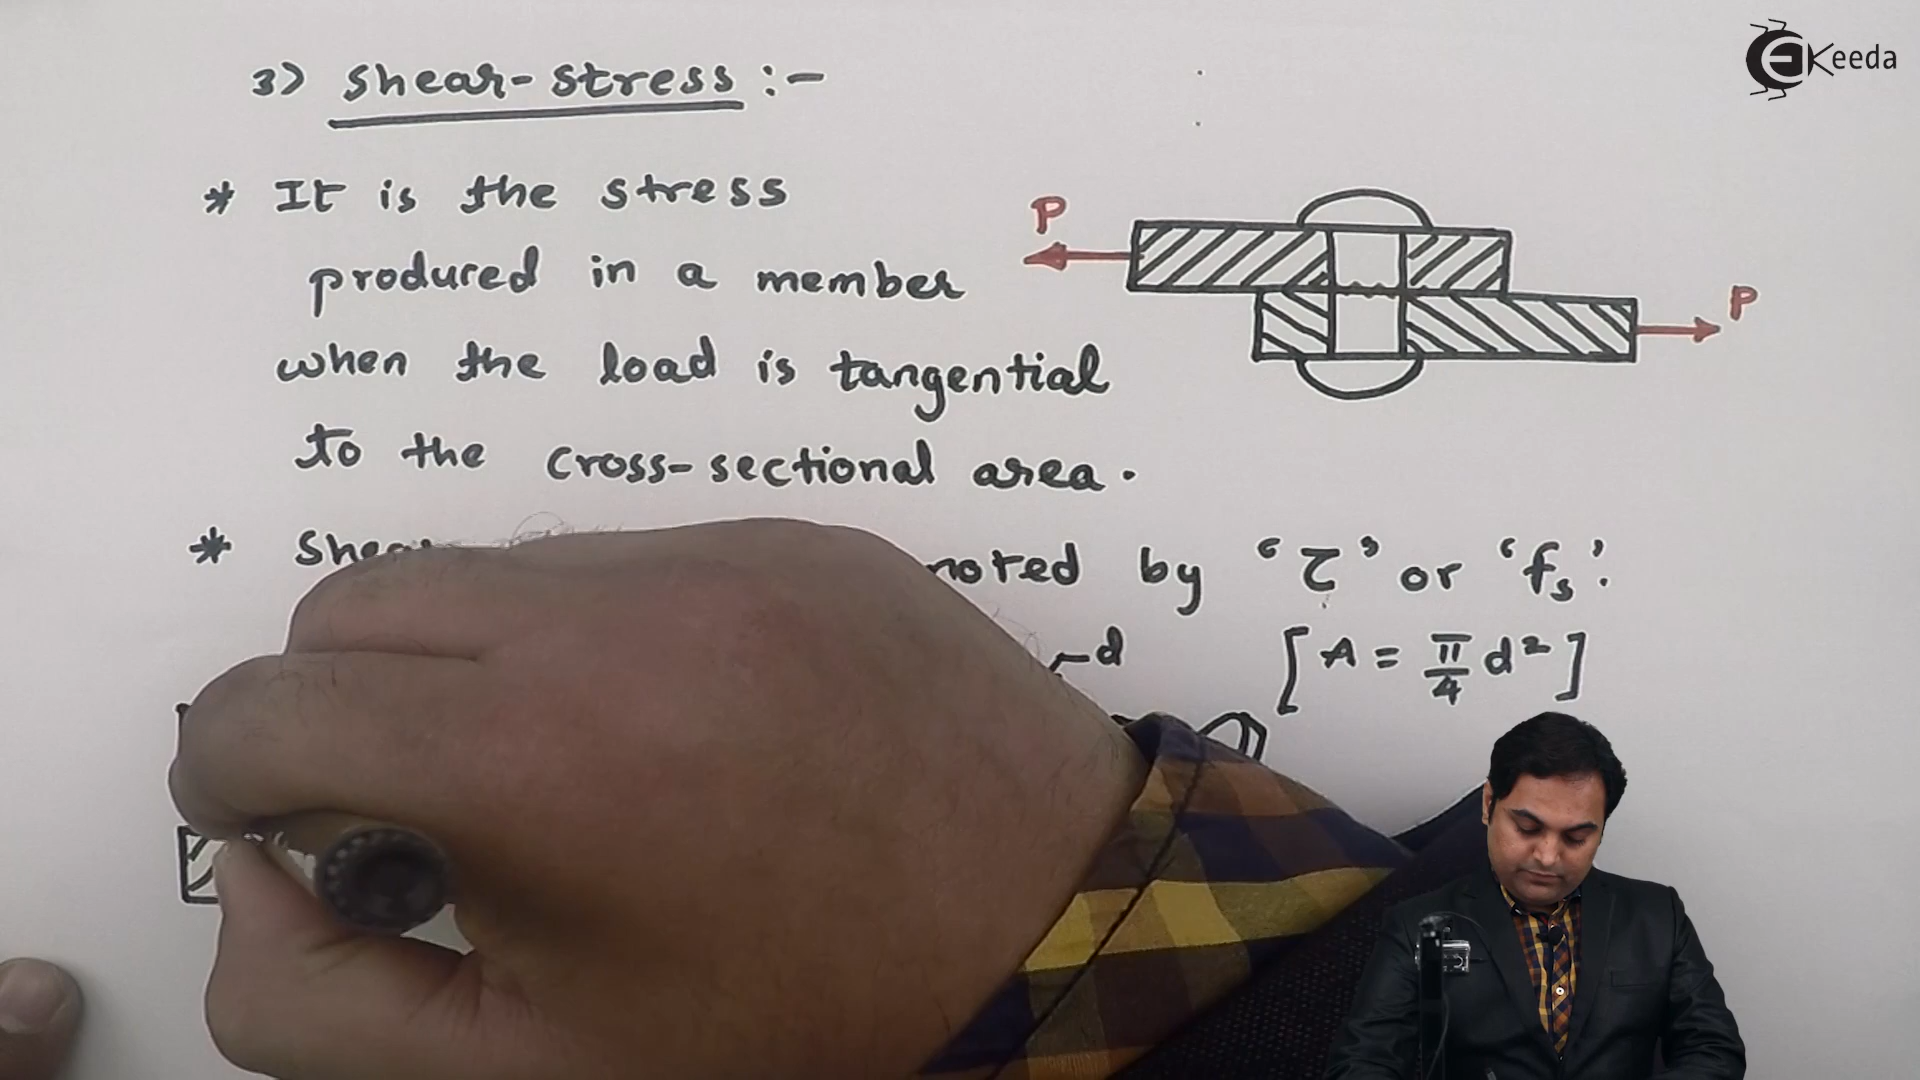 3) Shear-stress :-
* It is the stress
produced in a member
when the load is tangential
to the cross-sectional area.
P
P
* noted by 'τ' or 'fs'.
d [A = π/4 d²]
Keeda